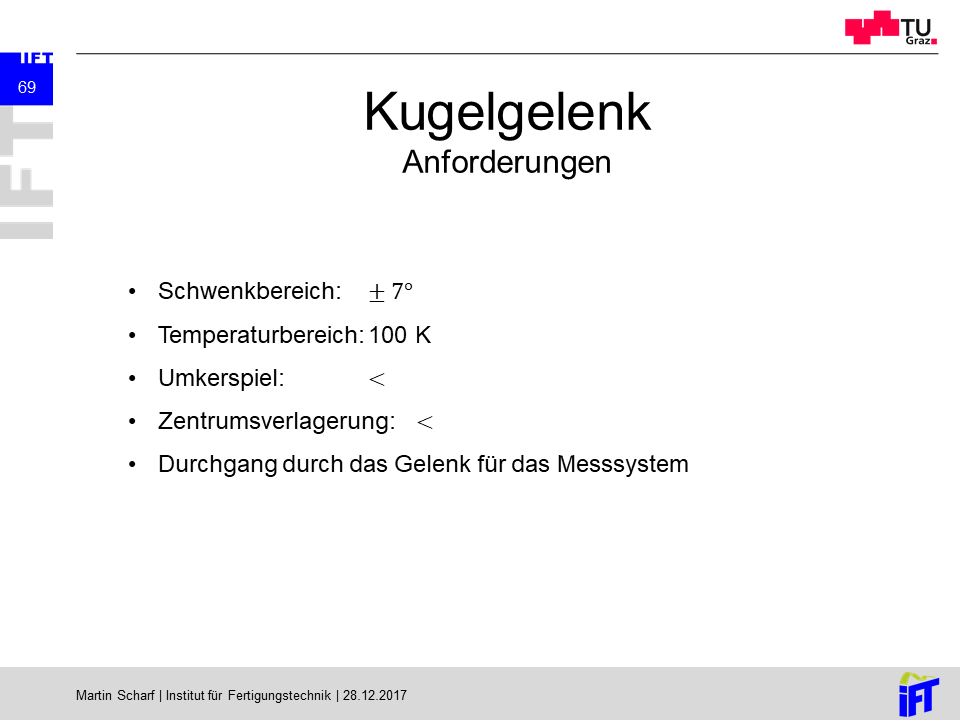 TU
Graz
IFT
69
IFT
Kugelgelenk
Anforderungen
• Schwenkbereich: ± 7°
• Temperaturbereich: 100 K
• Umkerspiel: <
• Zentrumsverlagerung: <
• Durchgang durch das Gelenk für das Messsystem
Martin Scharf | Institut für Fertigungstechnik | 28.12.2017
IFT